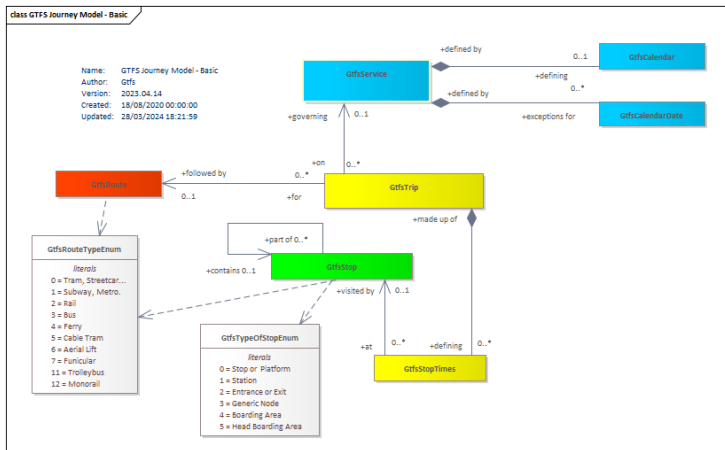 class GTFS Journey Model - Basic
Name: GTFS Journey Model - Basic
Author: Gtfs
Version: 2023.04.14
Created: 18/08/2020 00:00:00
Updated: 28/03/2024 18:21:59
GtfsService
+defined by
0..1
+defining
GtfsCalendar
+defined by
0..*
+exceptions for
GtfsCalendarDate
+governing
0..1
+on
0..*
GtfsRoute
+followed by
0..1
0..*
+for
GtfsTrip
+made up of
GtfsRouteTypeEnum
literals
0 = Tram, Streetcar...
1 = Subway, Metro.
2 = Rail
3 = Bus
4 = Ferry
5 = Cable Tram
6 = Aerial Lift
7 = Funicular
11 = Trolleybus
12 = Monorail
+part of 0..*
+contains 0..1
GtfsStop
+visited by
0..1
GtfsTypeOfStopEnum
literals
0 = Stop or Platform
1 = Station
2 = Entrance or Exit
3 = Generic Node
4 = Boarding Area
5 = Head Boarding Area
+at
0..*
+defining
0..*
GtfsStopTimes